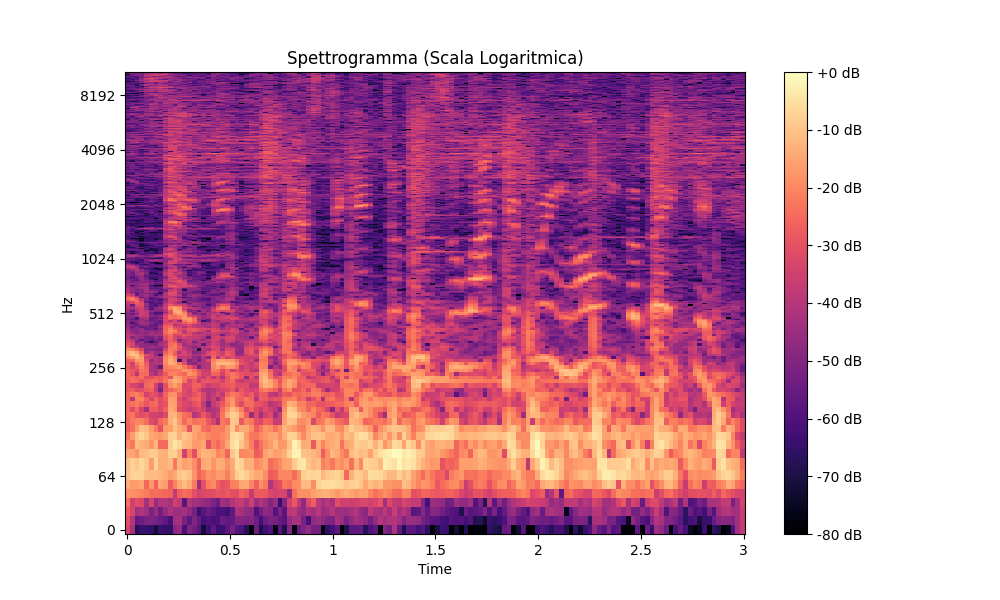 Spettrogramma (Scala Logaritmica)
Hz
8192
4096
2048
1024
512
256
128
64
0
0
0.5
1
1.5
2
2.5
3
Time
+0 dB
-10 dB
-20 dB
-30 dB
-40 dB
-50 dB
-60 dB
-70 dB
-80 dB